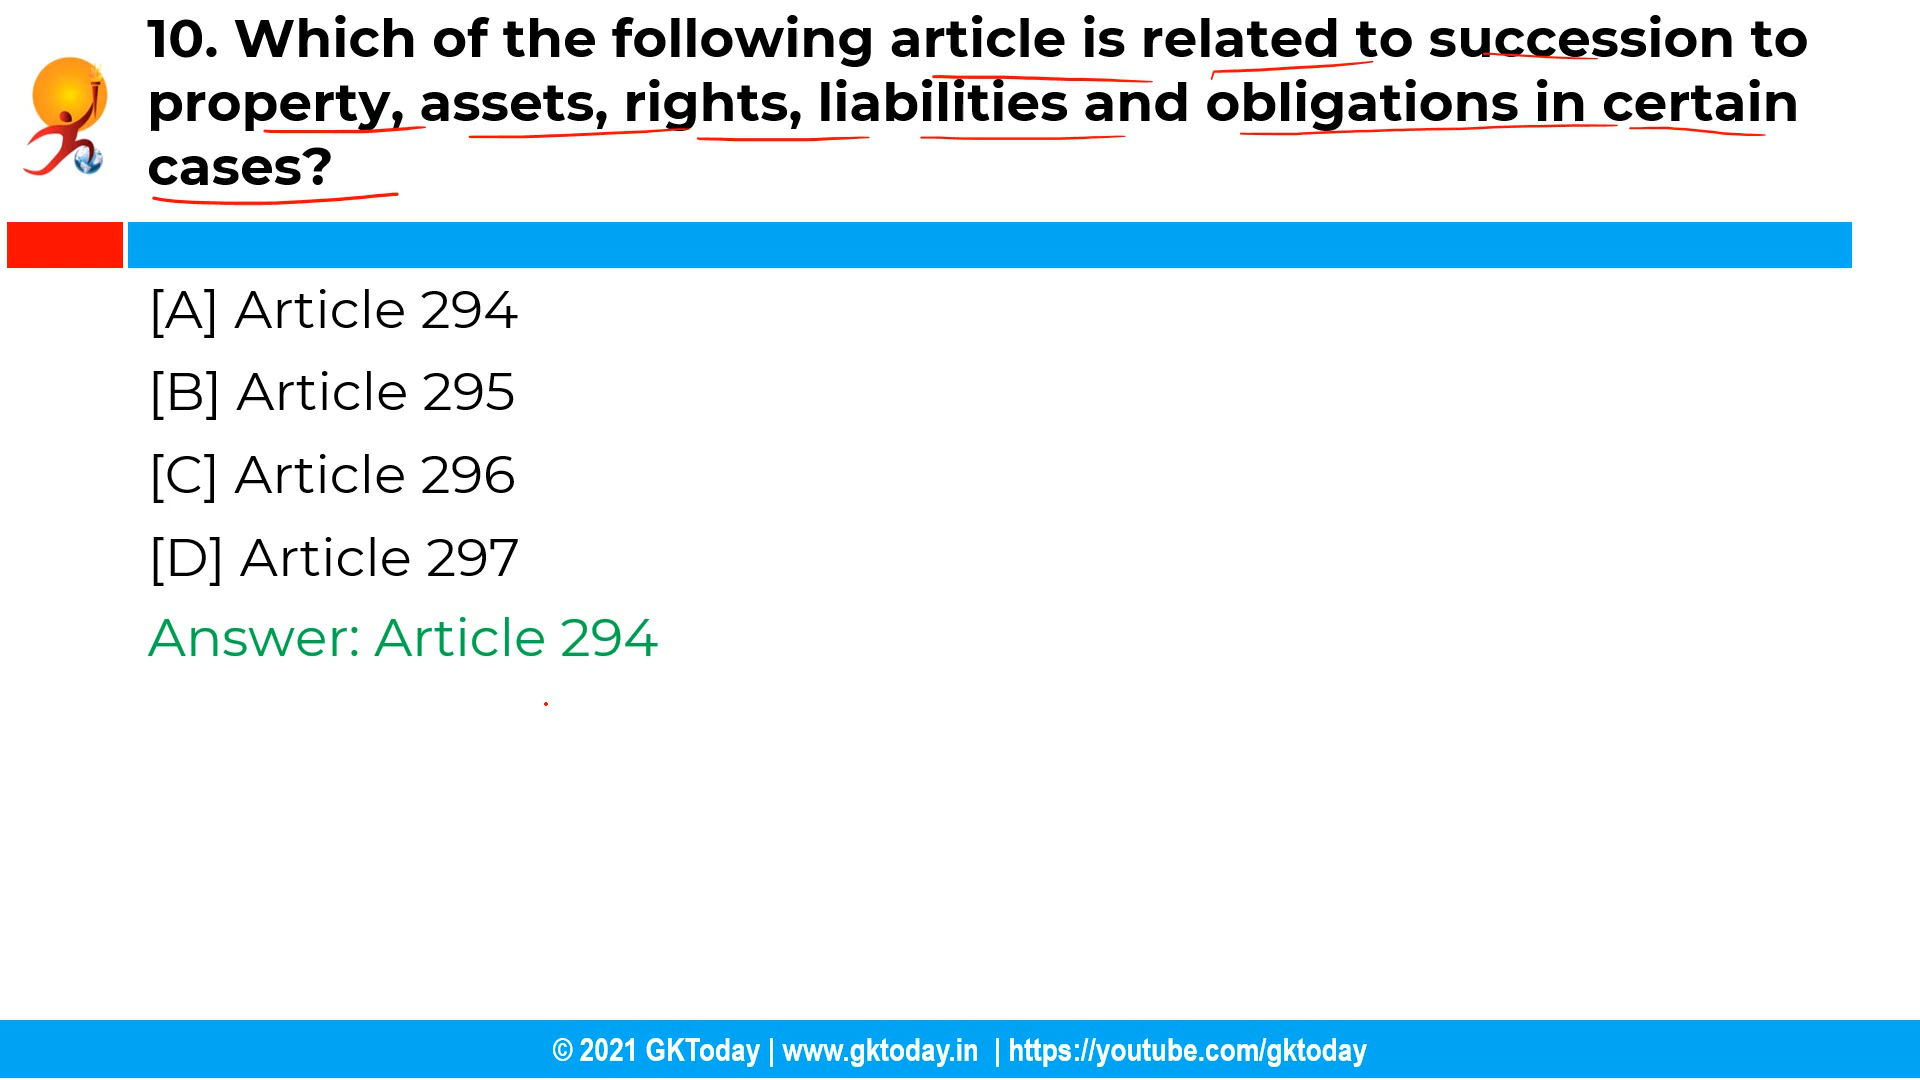 10. Which of the following article is related to succession to
property, assets, rights, liabilities and obligations in certain
cases?
[A] Article 294
[B] Article 295
[C] Article 296
[D] Article 297
Answer: Article 294
© 2021 GKToday | www.gktoday.in | https://youtube.com/gktoday